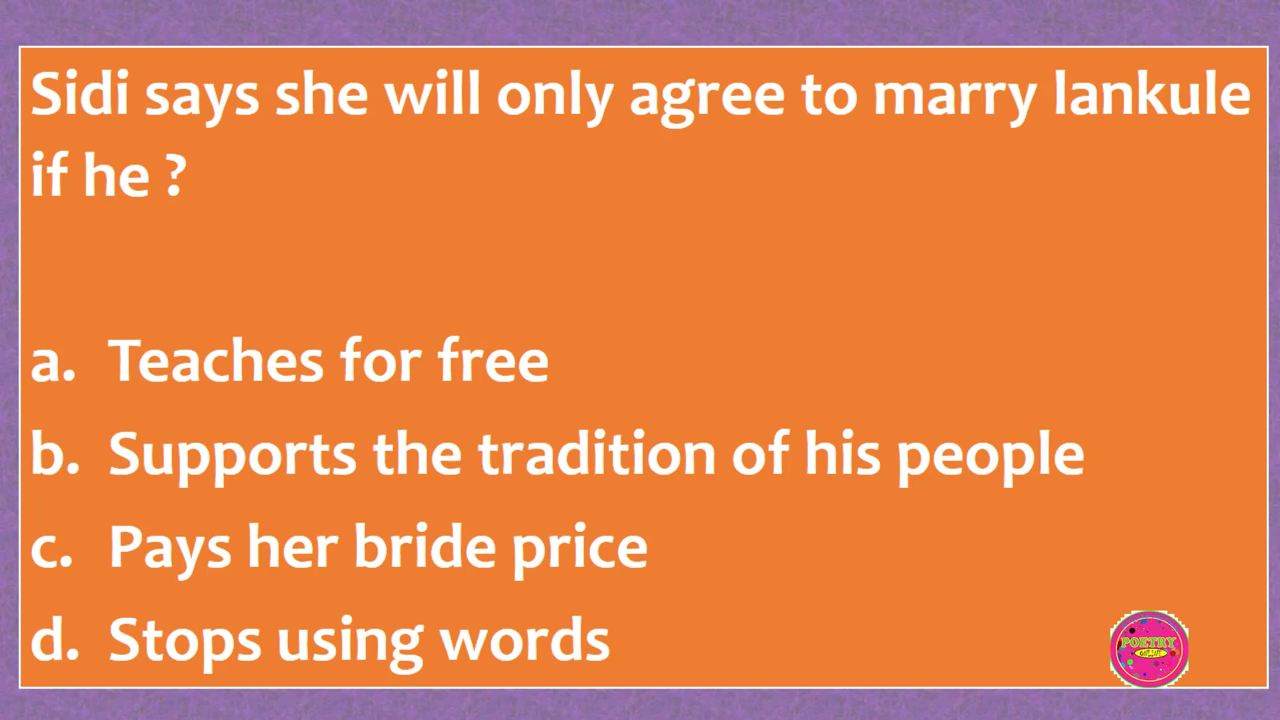 Sidi says she will only agree to marry lankule
if he ?
a. Teaches for free
b. Supports the tradition of his people
c. Pays her bride price
d. Stops using words
POETRY